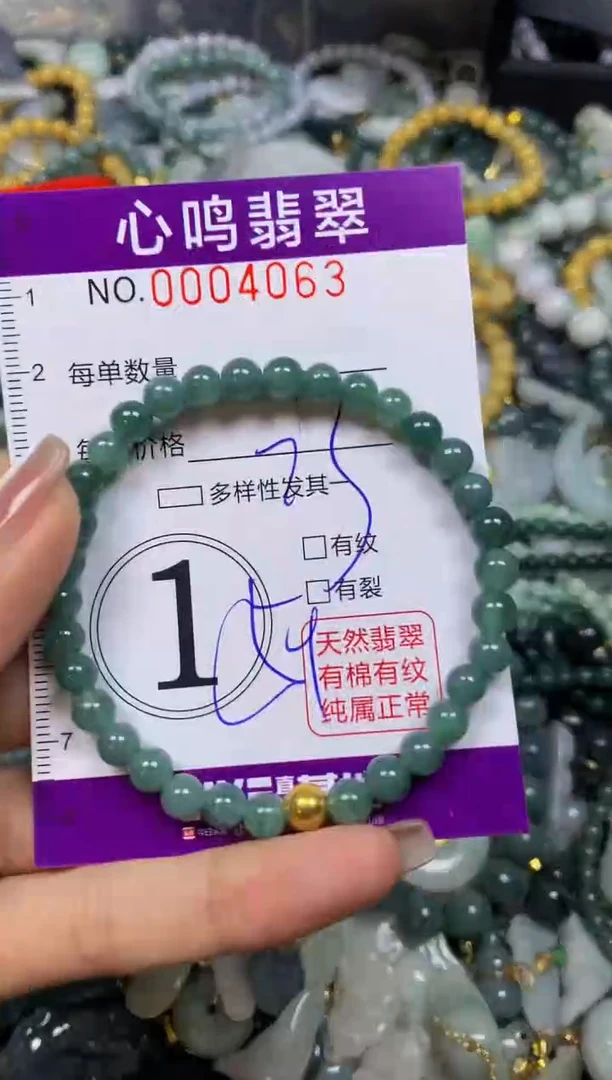 心鸣翡翠
1
NO.0004063
2
每单数量
价格
多样性发其一
有纹
1
有裂
天然翡翠
有棉有纹
纯属正常
7